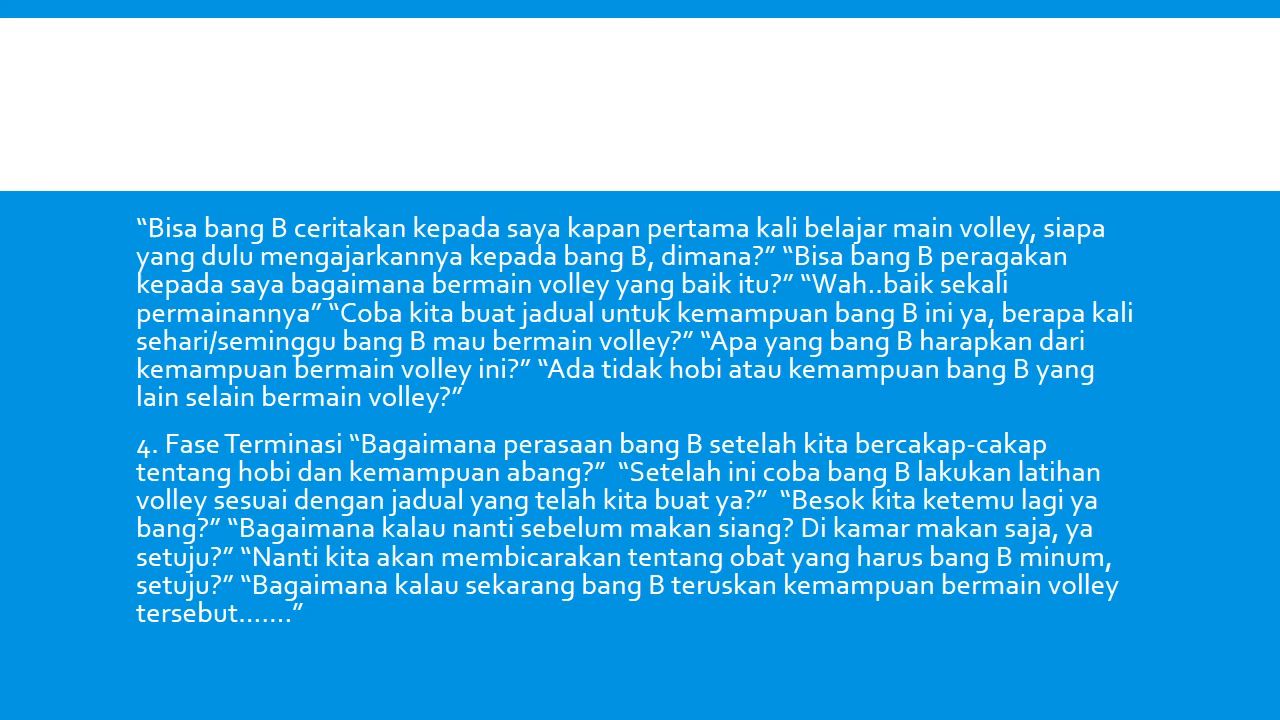 “Bisa bang B ceritakan kepada saya kapan pertama kali belajar main volley, siapa
yang dulu mengajarkannya kepada bang B, dimana?” “Bisa bang B peragakan
kepada saya bagaimana bermain volley yang baik itu?” “Wah..baik sekali
permainannya” “Coba kita buat jadual untuk kemampuan bang B ini ya, berapa kali
sehari/seminggu bang B mau bermain volley?” “Apa yang bang B harapkan dari
kemampuan bermain volley ini?” “Ada tidak hobi atau kemampuan bang B yang
lain selain bermain volley?”
4. Fase Terminasi “Bagaimana perasaan bang B setelah kita bercakap-cakap
tentang hobi dan kemampuan abang?”  “Setelah ini coba bang B lakukan latihan
volley sesuai dengan jadual yang telah kita buat ya?”  “Besok kita ketemu lagi ya
bang?” “Bagaimana kalau nanti sebelum makan siang? Di kamar makan saja, ya
setuju?” “Nanti kita akan membicarakan tentang obat yang harus bang B minum,
setuju?” “Bagaimana kalau sekarang bang B teruskan kemampuan bermain volley
tersebut.......”